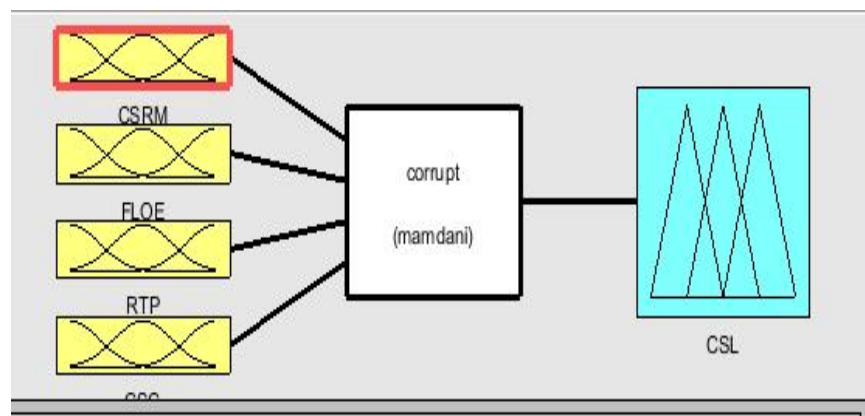 CSRM
FLOE
RTP
corrupt
(mamdani)
CSL